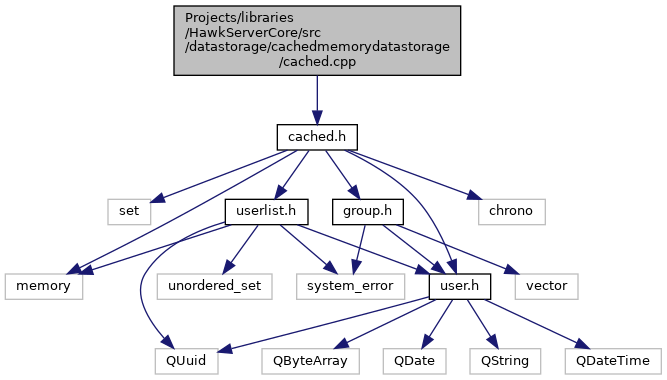 Projects/libraries
/HawkServerCore/src
/datastorage/cachedmemorydatastorage
/cached.cpp
cached.h
set
userlist.h
group.h
chrono
memory
unordered_set
system_error
user.h
vector
QUuid
QByteArray
QDate
QString
QDateTime